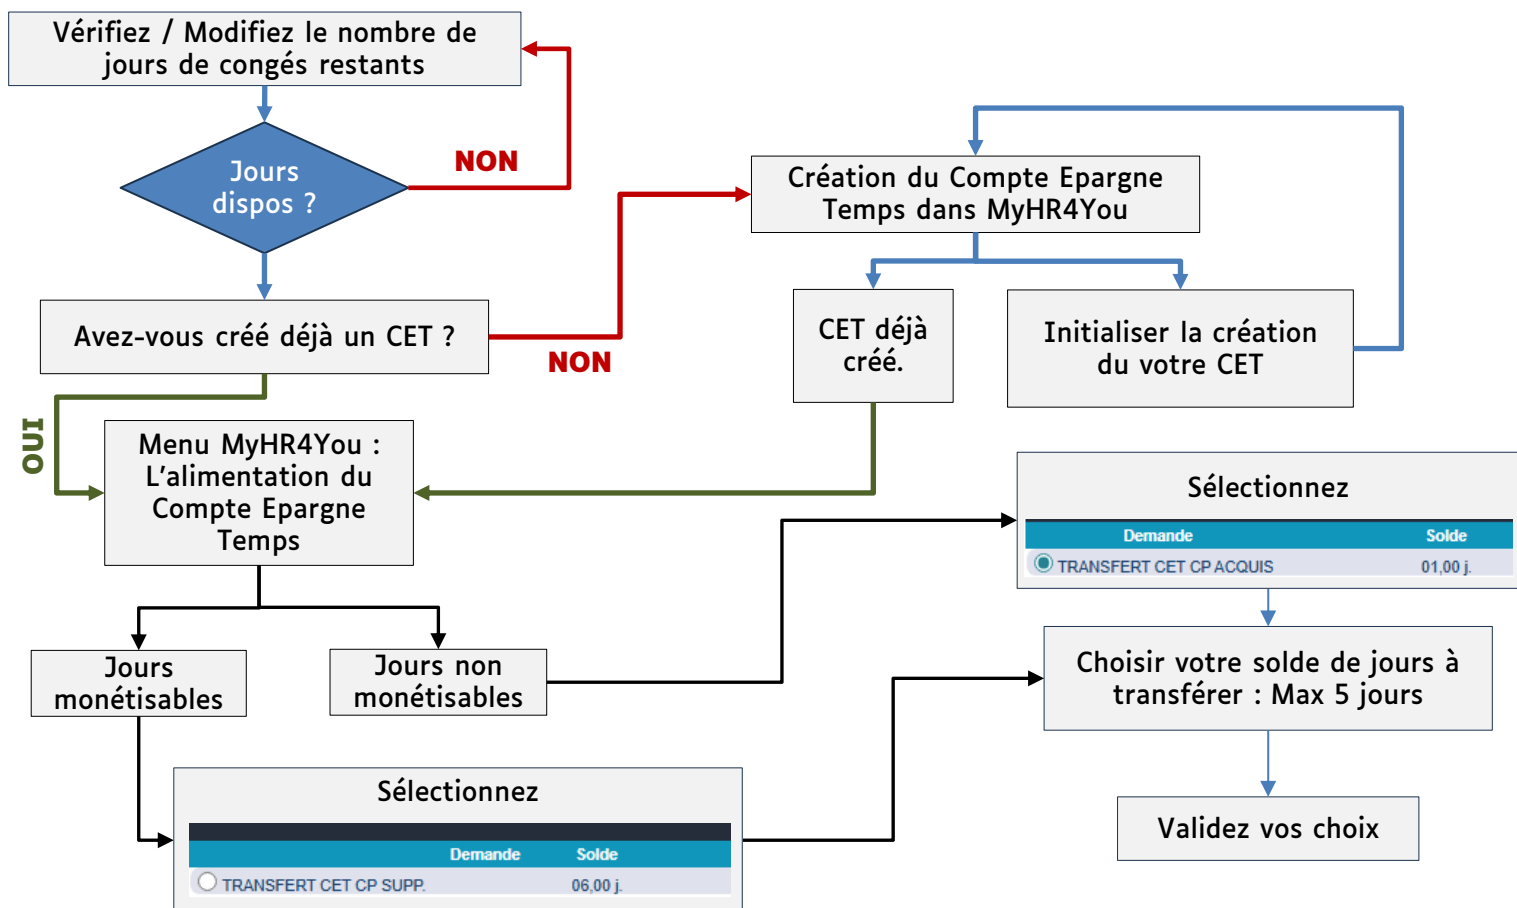 Vérifiez / Modifiez le nombre de
jours de congés restants
NON
Jours
dispos ?
Création du Compte Epargne
Temps dans MyHR4You
Avez-vous créé déjà un CET ?
NON
CET déjà
créé.
Initialiser la création
du votre CET
OUI
Menu MyHR4You :
L'alimentation du
Compte Epargne
Temps
Sélectionnez
Demande Solde
TRANSFERT CET CP ACQUIS 01,00 j.
Jours
monétisables
Jours non
monétisables
Choisir votre solde de jours à
transférer : Max 5 jours
Sélectionnez
Demande Solde
TRANSFERT CET CP SUPP. 06,00 j.
Validez vos choix